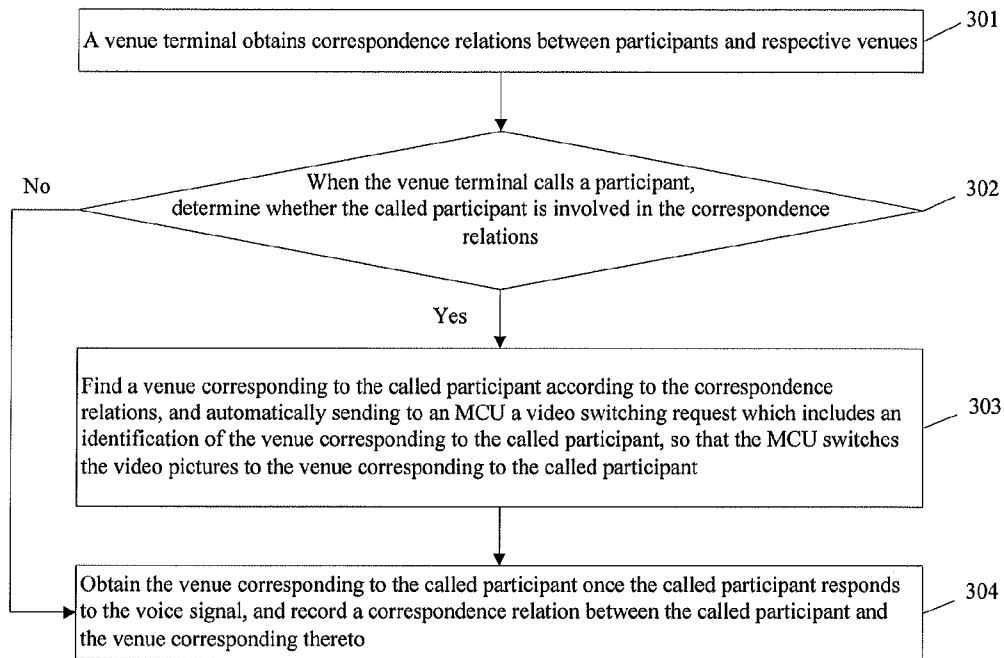 301
A venue terminal obtains correspondence relations between participants and respective venues
No
When the venue terminal calls a participant,
determine whether the called participant is involved in the correspondence
relations
302
Yes
Find a venue corresponding to the called participant according to the correspondence
relations, and automatically sending to an MCU a video switching request which includes an
identification of the venue corresponding to the called participant, so that the MCU switches
the video pictures to the venue corresponding to the called participant
303
Obtain the venue corresponding to the called participant once the called participant responds
to the voice signal, and record a correspondence relation between the called participant and
the venue corresponding thereto
304